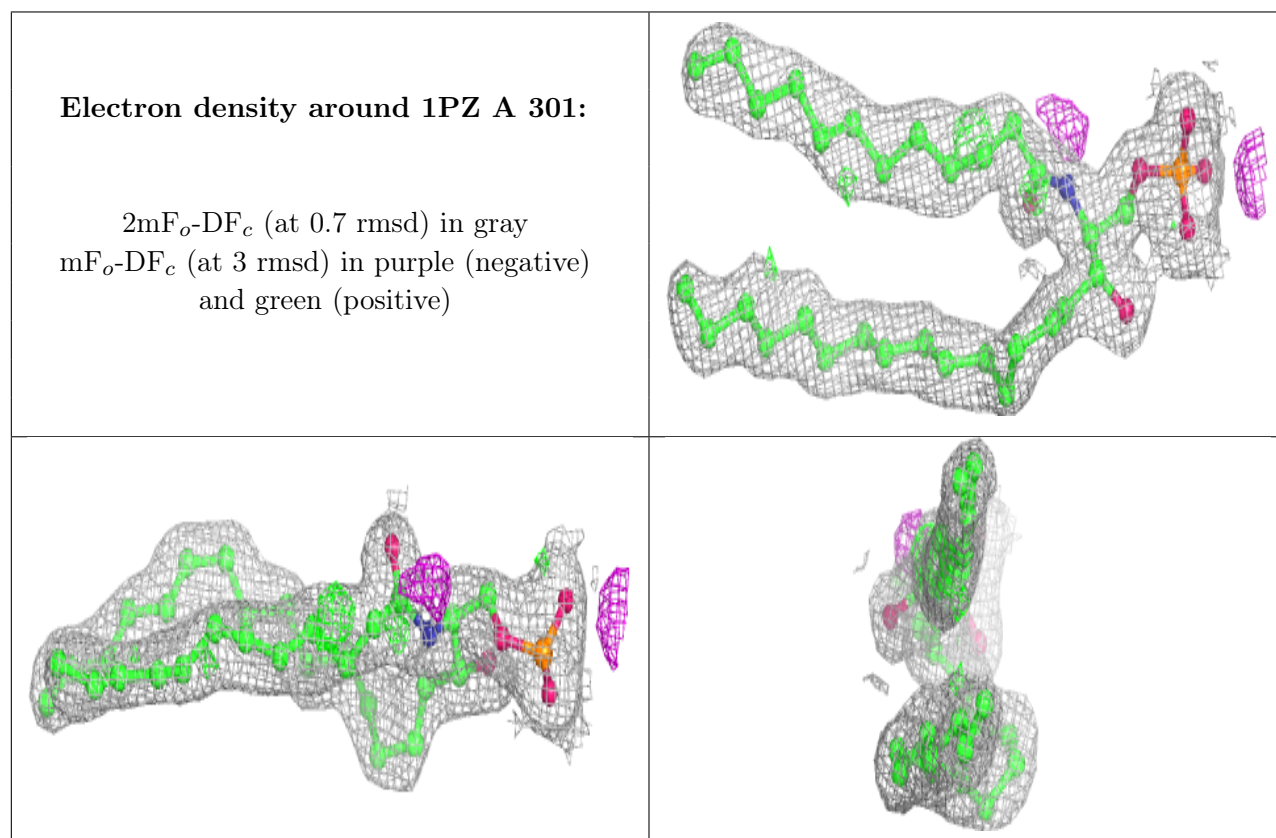 Electron density around 1PZ A 301:
2mFo-DFc (at 0.7 rmsd) in gray
mFo-DFc (at 3 rmsd) in purple (negative)
and green (positive)